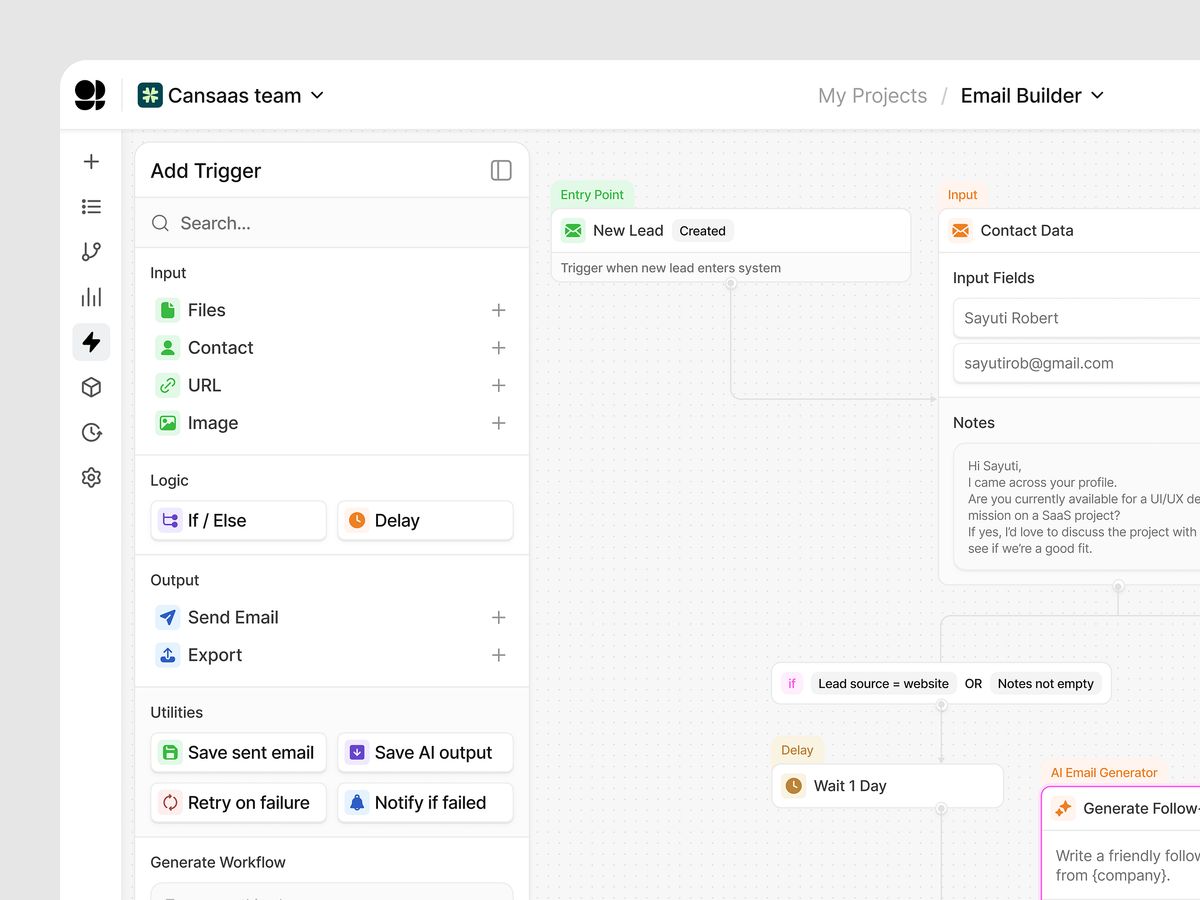 Cansaas team
My Projects / Email Builder
Add Trigger
Search...
Input
Files
Contact
URL
Image
Logic
If / Else
Delay
Output
Send Email
Export
Utilities
Save sent email
Save AI output
Retry on failure
Notify if failed
Generate Workflow
Entry Point
New Lead
Created
Trigger when new lead enters system
Input
Contact Data
Input Fields
Sayuti Robert
sayutirob@gmail.com
Notes
Hi Sayuti,
I came across your profile.
Are you currently available for a UI/UX de
mission on a SaaS project?
If yes, I'd love to discuss the project with
see if we're a good fit.
if Lead source = website OR Notes not empty
Delay
Wait 1 Day
AI Email Generator
Generate Follow-
Write a friendly follow
from {company}.